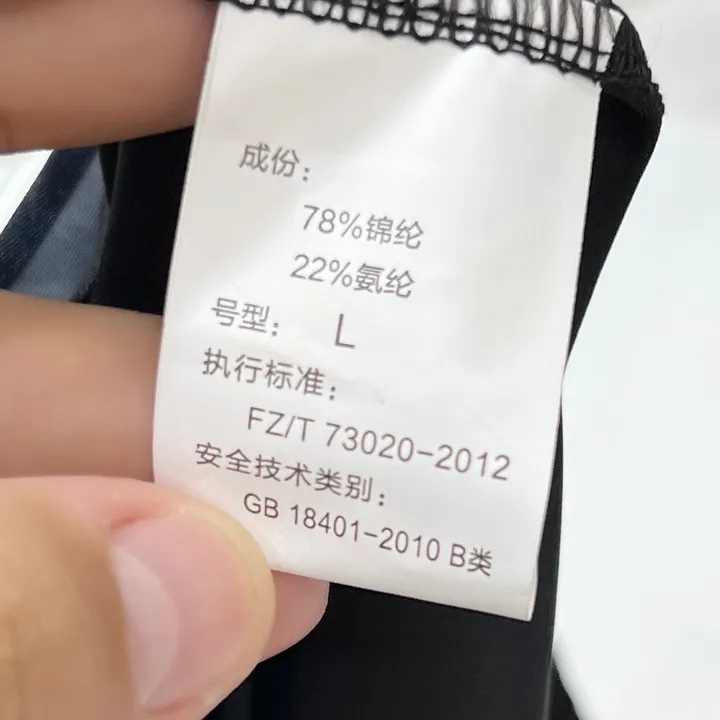 成份：
78%锦纶
22%氨纶
号型： L
执行标准：
FZ/T 73020-2012
安全技术类别：
GB 18401-2010 B类